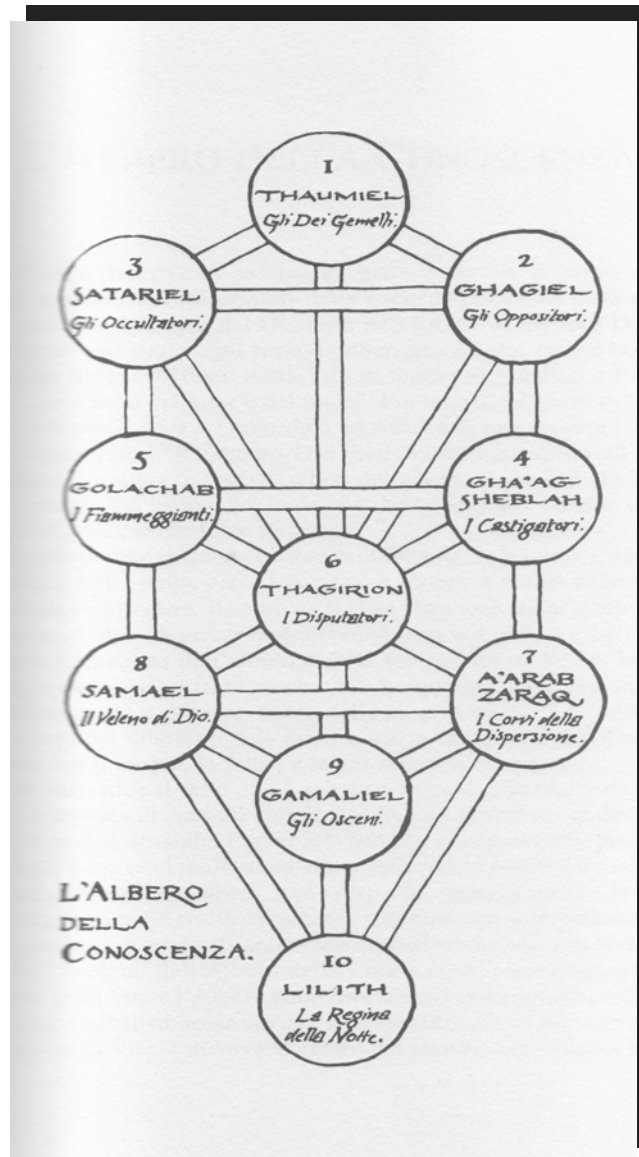 1
THAUMIEL
Gli Dei Gemelli.
3
SATARIEL
Gli Occultatori.
2
GHAGIEL
Gli Oppositori.
5
GOLACHAB
I Fiammeggianti.
4
GHA'AG
SHEBLAH
I Castigatori.
6
THAGIRION
I Disputatori.
8
SAMAEL
Il Veleno di Dio.
7
A'ARAB
ZARAQ
I Corvi della
Dispersione.
9
GAMALIEL
Gli Osceni.
L'ALBERO
DELLA
CONOSCENZA.
10
LILITH
La Regina
della Notte.